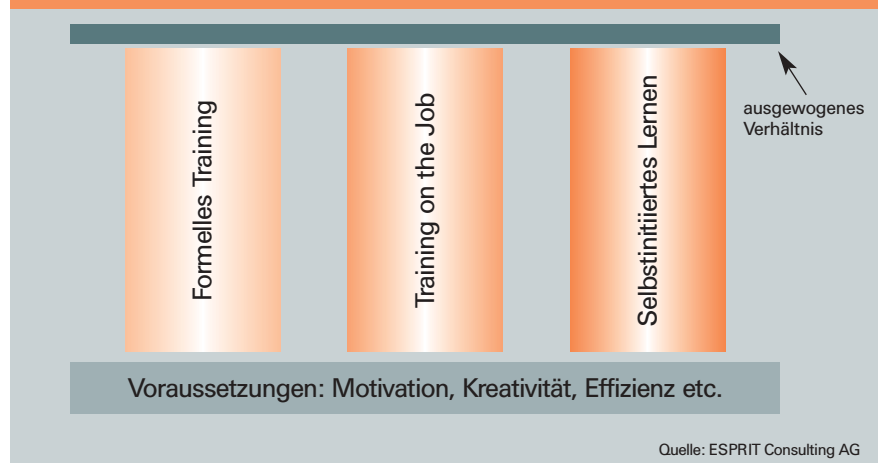 Formelles Training
Training on the Job
Selbstinitiiertes Lernen
ausgewogenes
Verhältnis
Voraussetzungen: Motivation, Kreativität, Effizienz etc.
Quelle: ESPRIT Consulting AG